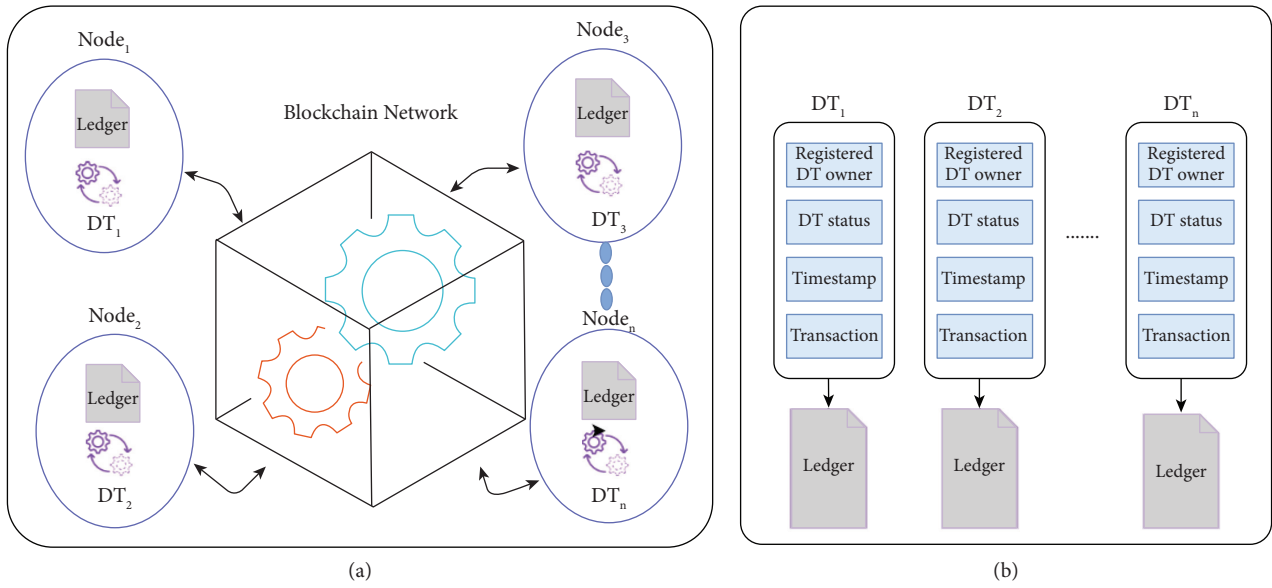 Node₁
Ledger
DT₁
Node₂
Ledger
DT₂
Blockchain Network
Node₃
Ledger
DT₃
Nodeₙ
Ledger
DTₙ
(a)
DT₁
Registered
DT owner
DT status
Timestamp
Transaction
Ledger
DT₂
Registered
DT owner
DT status
Timestamp
Transaction
Ledger
.......
DTₙ
Registered
DT owner
DT status
Timestamp
Transaction
Ledger
(b)